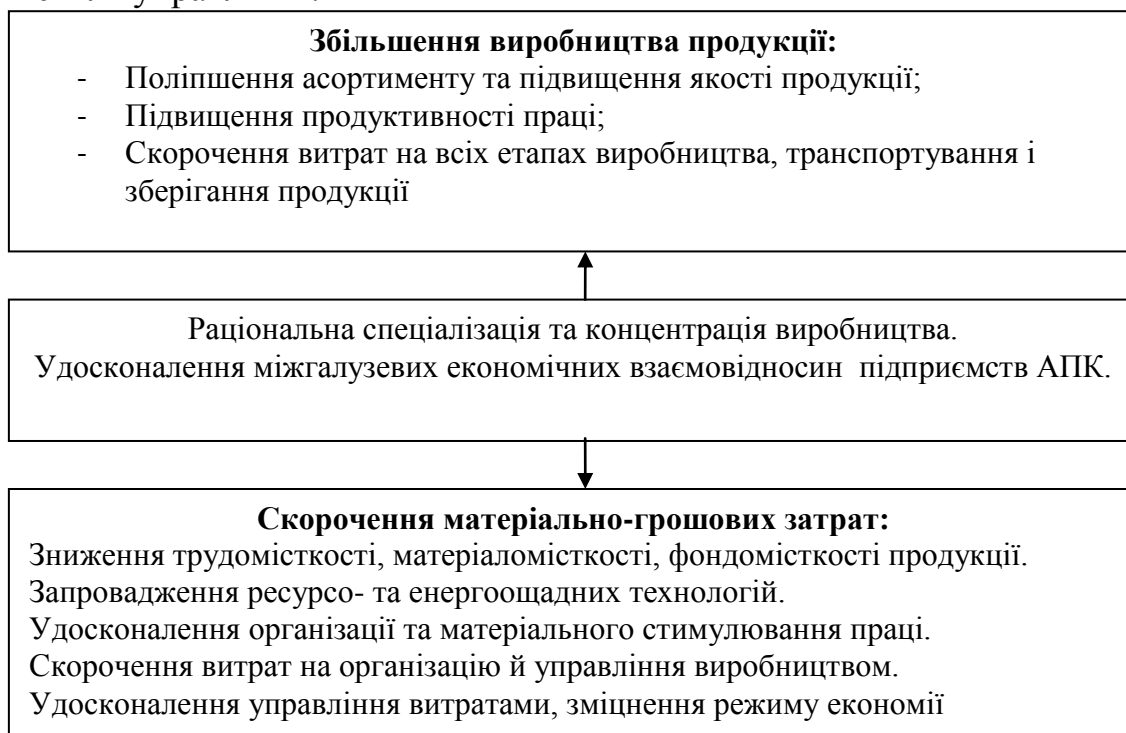 Збільшення виробництва продукції:
- Поліпшення асортименту та підвищення якості продукції;
- Підвищення продуктивності праці;
- Скорочення витрат на всіх етапах виробництва, транспортування і
зберігання продукції
Раціональна спеціалізація та концентрація виробництва.
Удосконалення міжгалузевих економічних взаємовідносин підприємств АПК.
Скорочення матеріально-грошових затрат:
Зниження трудомісткості, матеріаломісткості, фондомісткості продукції.
Запровадження ресурсо- та енергоощадних технологій.
Удосконалення організації та матеріального стимулювання праці.
Скорочення витрат на організацію й управління виробництвом.
Удосконалення управління витратами, зміцнення режиму економії